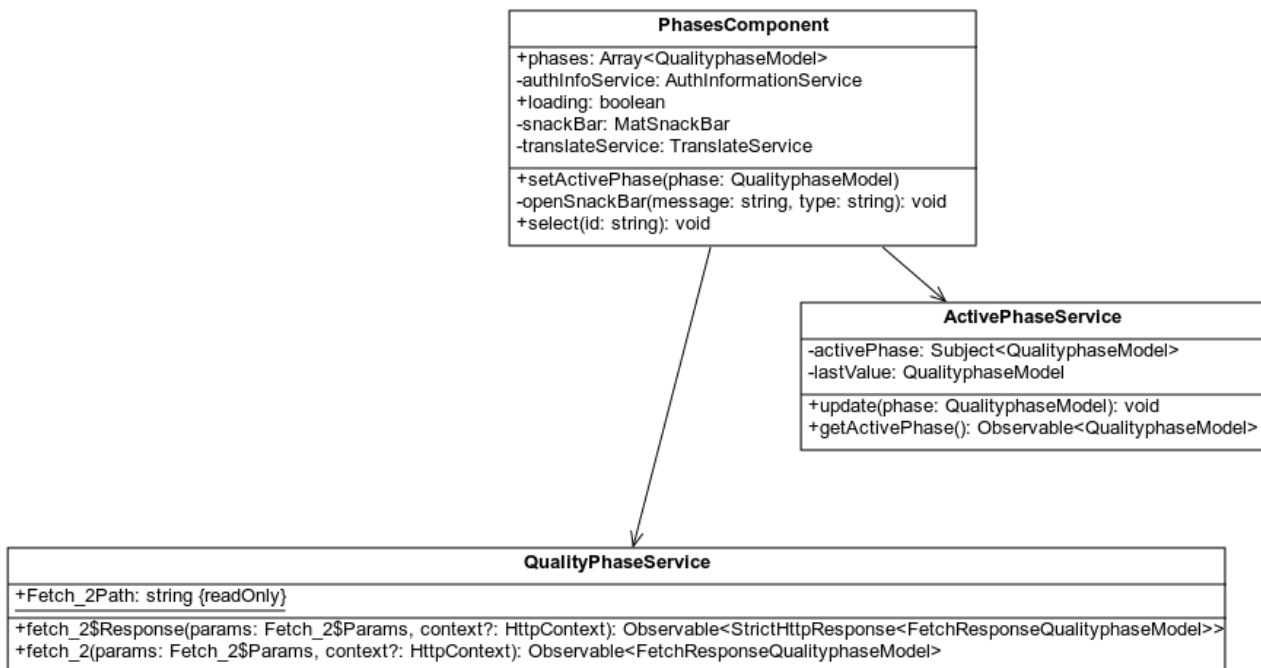 PhasesComponent
+phases: Array<QualityphaseModel>
-authInfoService: AuthInformationService
+loading: boolean
-snackBar: MatSnackBar
-translateService: TranslateService
+setActivePhase(phase: QualityphaseModel)
-openSnackBar(message: string, type: string): void
+select(id: string): void
ActivePhaseService
-activePhase: Subject<QualityphaseModel>
-lastValue: QualityphaseModel
+update(phase: QualityphaseModel): void
+getActivePhase(): Observable<QualityphaseModel>
QualityPhaseService
+Fetch_2Path: string {readOnly}
+fetch_2$Response(params: Fetch_2$Params, context?: HttpContext): Observable<StrictHttpResponse<FetchResponseQualityphaseModel>>
+fetch_2(params: Fetch_2$Params, context?: HttpContext): Observable<FetchResponseQualityphaseModel>